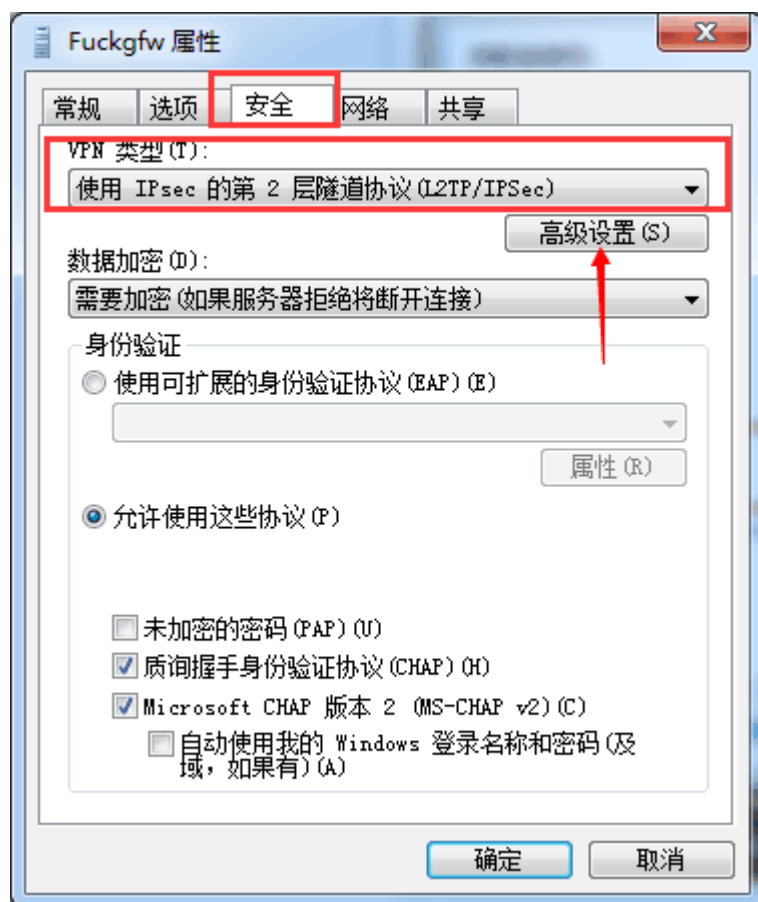 Fuckgfw 属性
常规 选项 安全 网络 共享
VPN 类型(T):
使用 IPsec 的第 2 层隧道协议(L2TP/IPSec)
高级设置(S)
数据加密(D):
需要加密(如果服务器拒绝将断开连接)
身份验证
使用可扩展的身份验证协议(EAP)(E)
属性(R)
允许使用这些协议(P)
未加密的密码(PAP)(U)
质询握手身份验证协议(CHAP)(H)
Microsoft CHAP 版本 2 (MS-CHAP v2)(C)
自动使用我的 Windows 登录名称和密码(及
域，如果有)(A)
确定 取消